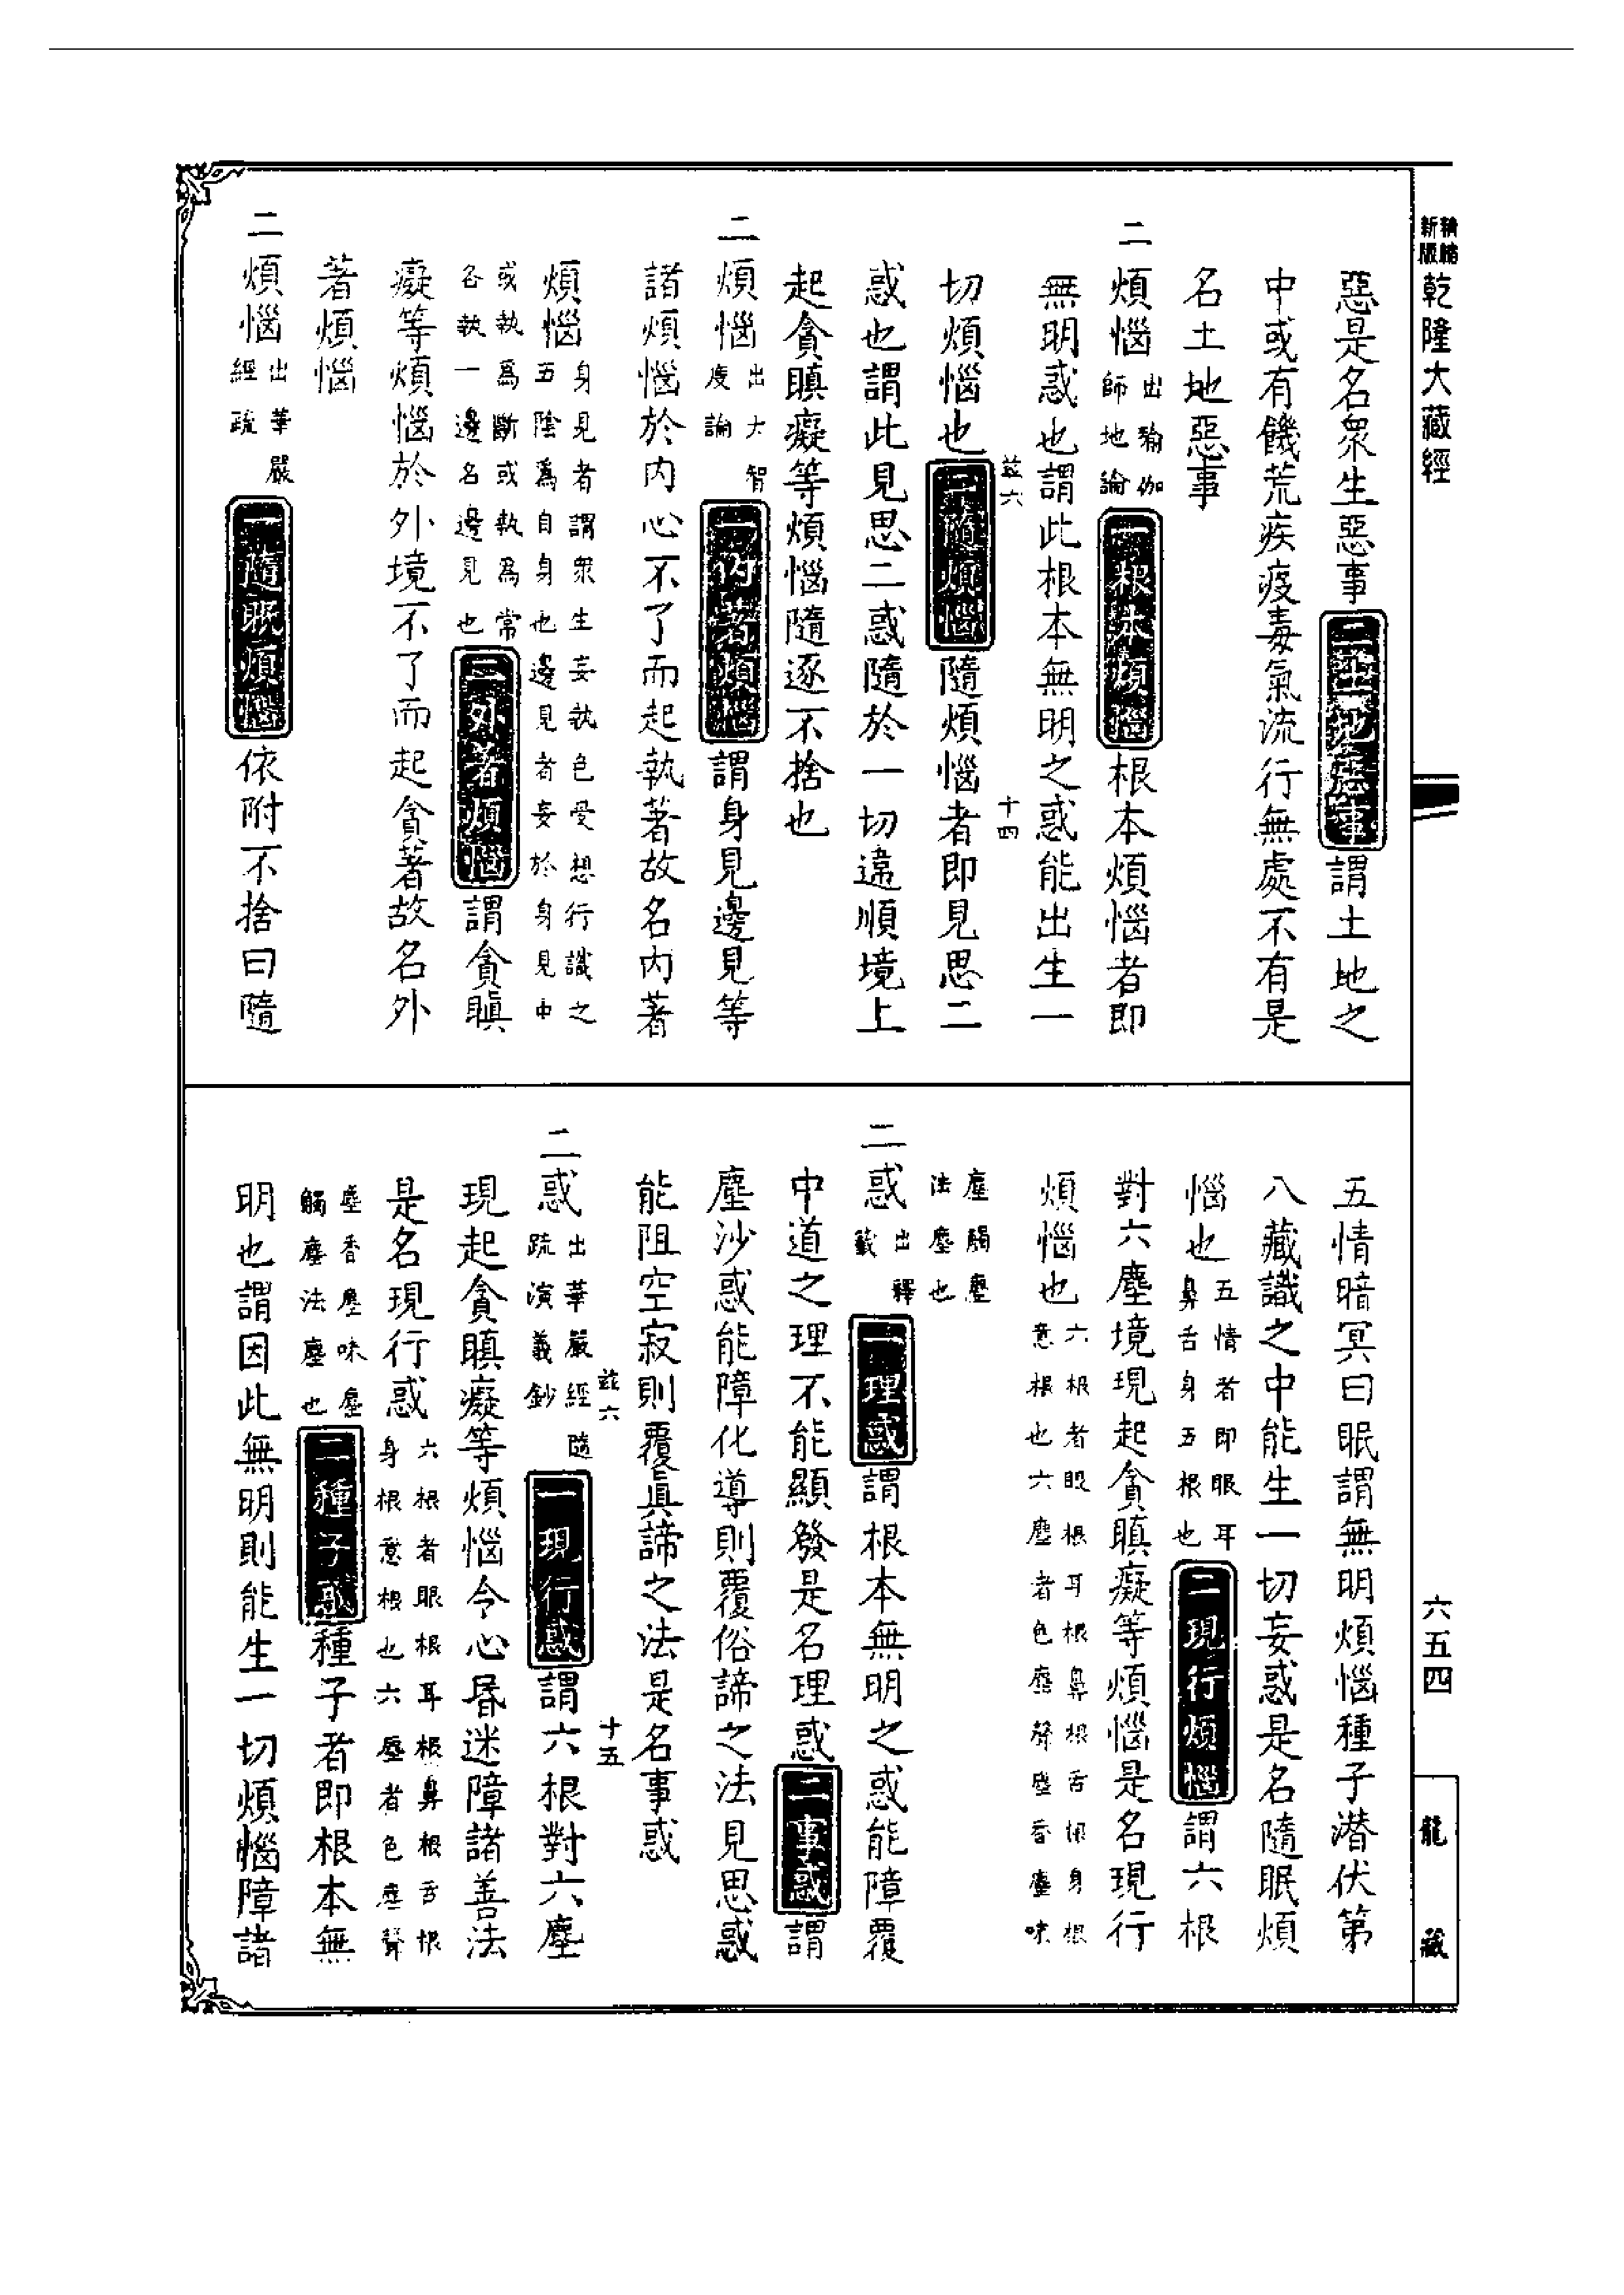 精縮新版乾隆大藏經　六五四　龍藏
惡是名眾生惡事二土地惡事謂土地之
中或有饑荒疾疫毒氣流行無處不有是
名土地惡事
二煩惱出瑜伽師地論一根本煩惱根本煩惱者即
無明惑也謂此根本無明之惑能出生一
茲六　十四
切煩惱也二隨煩惱隨煩惱者即見思二
惑也謂此見思二惑隨於一切違順境上
起貪瞋癡等煩惱隨逐不捨也
二煩惱出大智度論一內著煩惱謂身見邊見等
諸煩惱於內心不了而起執著故名內著
煩惱身見者謂眾生妄執色受想行識之五陰爲自身也邊見者妄於身見中
或執爲斷或執爲常各執一邊名邊見也二外著煩惱謂貪瞋
癡等煩惱於外境不了而起貪著故名外
著煩惱
二煩惱出華嚴經疏一隨眠煩惱依附不捨曰隨
五情暗冥曰眠謂無明煩惱種子潛伏第
八藏識之中能生一切妄惑是名隨眠煩
惱也五情者即眼耳鼻舌身五根也二現行煩惱謂六根
對六塵境現起貪瞋癡等煩惱是名現行
煩惱也六根者眼根耳根鼻根舌根身根意根也六塵者色塵聲塵香塵味
塵觸塵法塵也
二惑出釋籤一理惑謂根本無明之惑能障覆
中道之理不能顯發是名理惑二事惑謂
塵沙惑能障化導則覆俗諦之法見思惑
能阻空寂則覆眞諦之法是名事惑
茲六　十五
二惑出華嚴經隨疏演義鈔一現行惑謂六根對六塵
現起貪瞋癡等煩惱令心昏迷障諸善法
是名現行惑六根者眼根耳根鼻根舌根身根意根也六塵者色塵聲
塵香塵味塵觸塵法塵也二種子惑種子者即根本無
明也謂因此無明則能生一切煩惱障諸